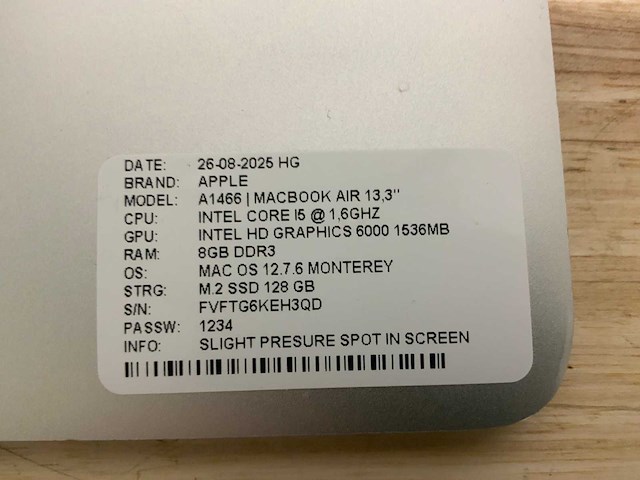 DATE: 26-08-2025 HG
BRAND: APPLE
MODEL: A1466 | MACBOOK AIR 13,3"
CPU: INTEL CORE I5 @ 1,6GHZ
GPU: INTEL HD GRAPHICS 6000 1536MB
RAM: 8GB DDR3
OS: MAC OS 12.7.6 MONTEREY
STRG: M.2 SSD 128 GB
S/N: FVFTG6KEH3QD
PASSW: 1234
INFO: SLIGHT PRESURE SPOT IN SCREEN